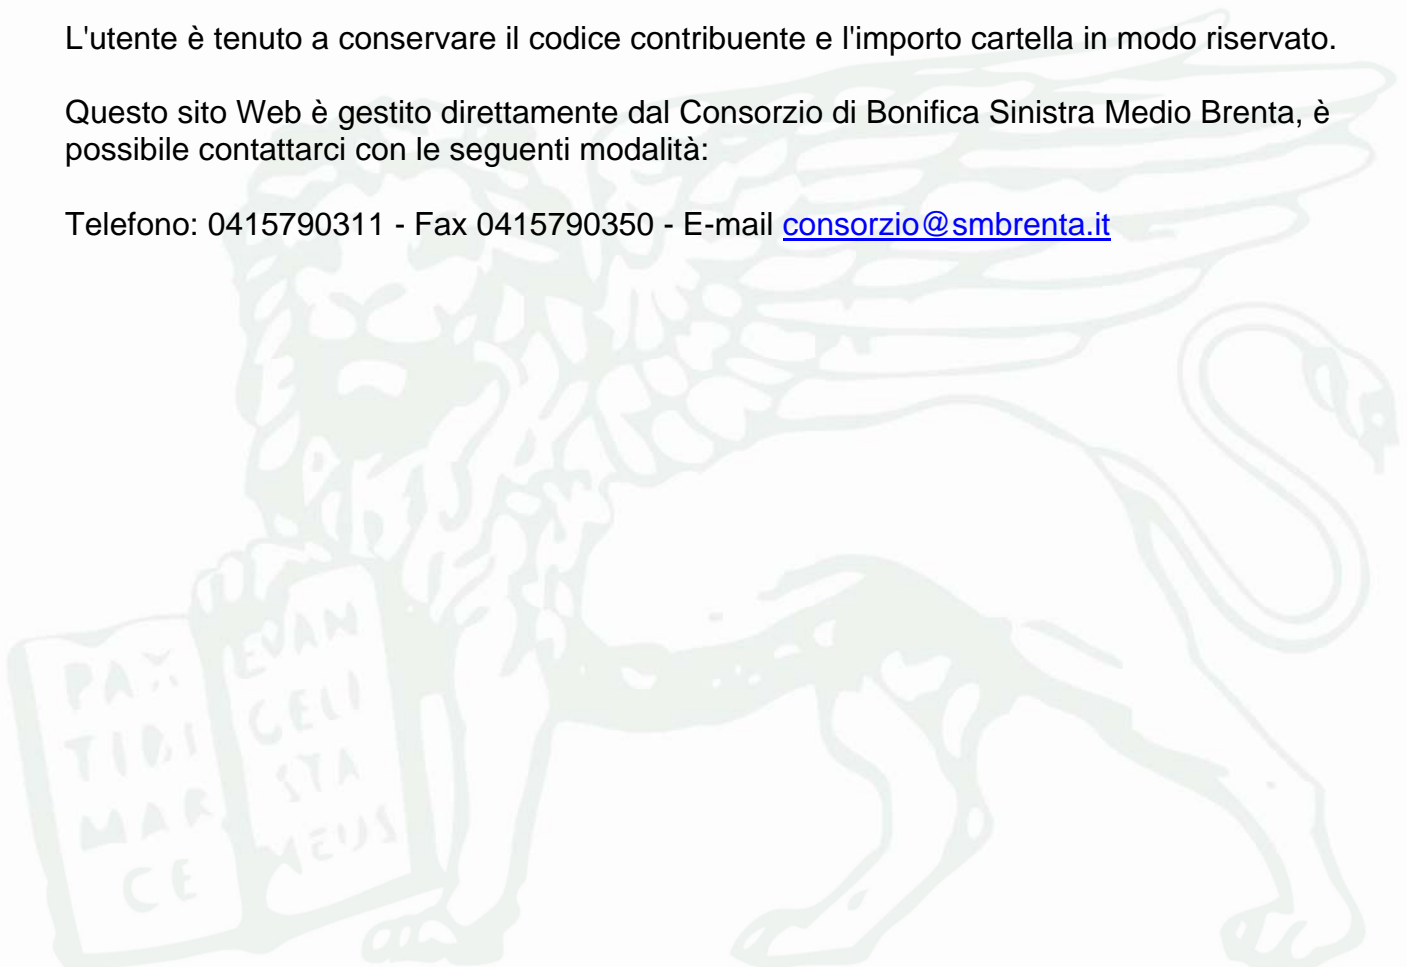 L'utente è tenuto a conservare il codice contribuente e l'importo cartella in modo riservato.
Questo sito Web è gestito direttamente dal Consorzio di Bonifica Sinistra Medio Brenta, è
possibile contattarci con le seguenti modalità:
Telefono: 0415790311 - Fax 0415790350 - E-mail consorzio@smbrenta.it
PAX
TIBI
MAR
CE
EVAN
GELI
STA
MEUS